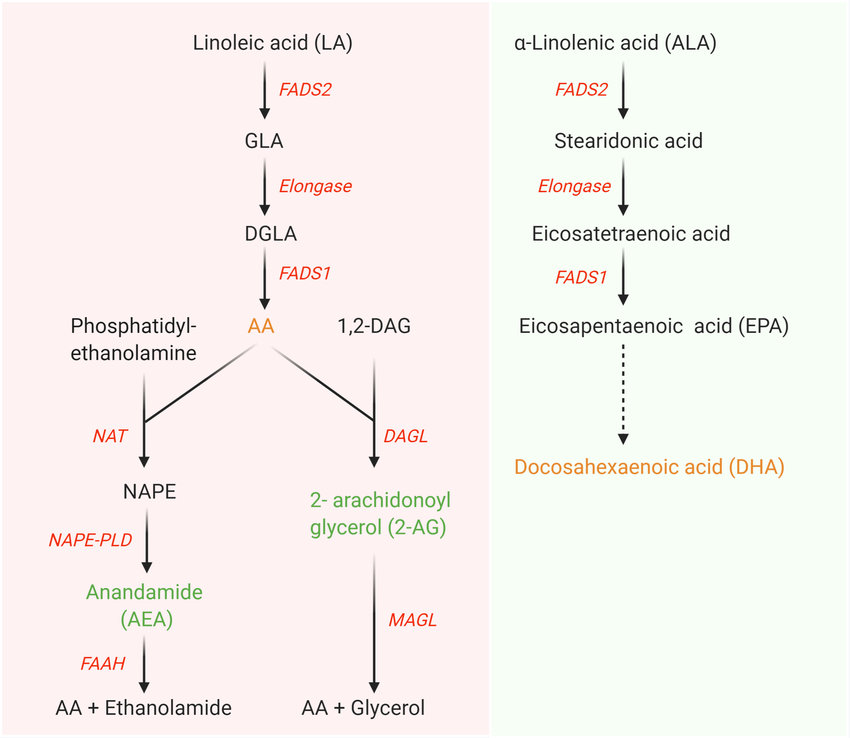 Linoleic acid (LA)
FADS2
GLA
Elongase
DGLA
FADS1
Phosphatidyl-
ethanolamine
AA
1,2-DAG
NAT
DAGL
NAPE
2- arachidonoyl
glycerol (2-AG)
NAPE-PLD
Anandamide
(AEA)
MAGL
FAAH
AA + Ethanolamide
AA + Glycerol
α-Linolenic acid (ALA)
FADS2
Stearidonic acid
Elongase
Eicosatetraenoic acid
FADS1
Eicosapentaenoic acid (EPA)
Docosahexaenoic acid (DHA)